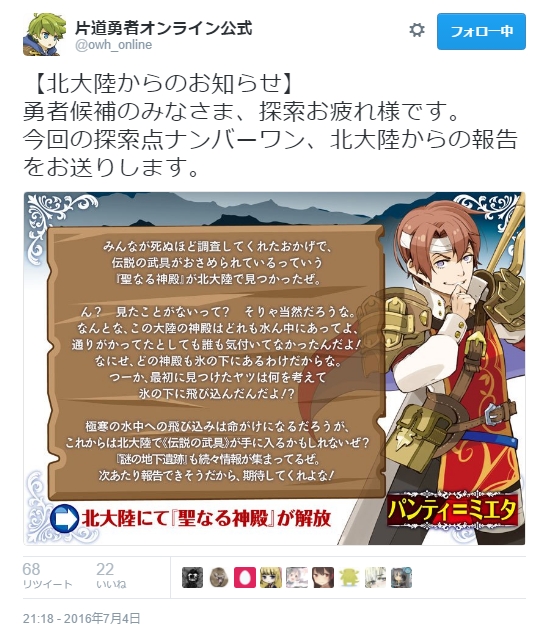 片道勇者オンライン公式
@owh_online
フォロー中
【北大陸からのお知らせ】
勇者候補のみなさま、探索お疲れ様です。
今回の探索点ナンバーワン、北大陸からの報告
をお送りします。
みんなが死ぬほど調査してくれたおかげで、
伝説の武具がおさめられているっていう
『聖なる神殿』が北大陸で見つかったぜ。
ん？　見たことがないって？　そりゃ当然だろうな。
なんとな、この大陸の神殿はどれも水ん中にあってよ、
通りがかってたとしても誰も気付いてなかったんだよ！
なにせ、どの神殿も氷の下にあるわけだからな。
つーか、最初に見つけたヤツは何を考えて
氷の下に飛び込んだんだよ！？
極寒の水中への飛び込みは命がけになるだろうが、
これからは北大陸で《伝説の武具》が手に入るかもしれないぜ？
『謎の地下遺跡』も続々情報が集まってるぜ。
次あたり報告できそうだから、期待してくれよな！
北大陸にて『聖なる神殿』が解放
パンティ＝ミエタ
68
リツイート
22
いいね
21:18 - 2016年7月4日